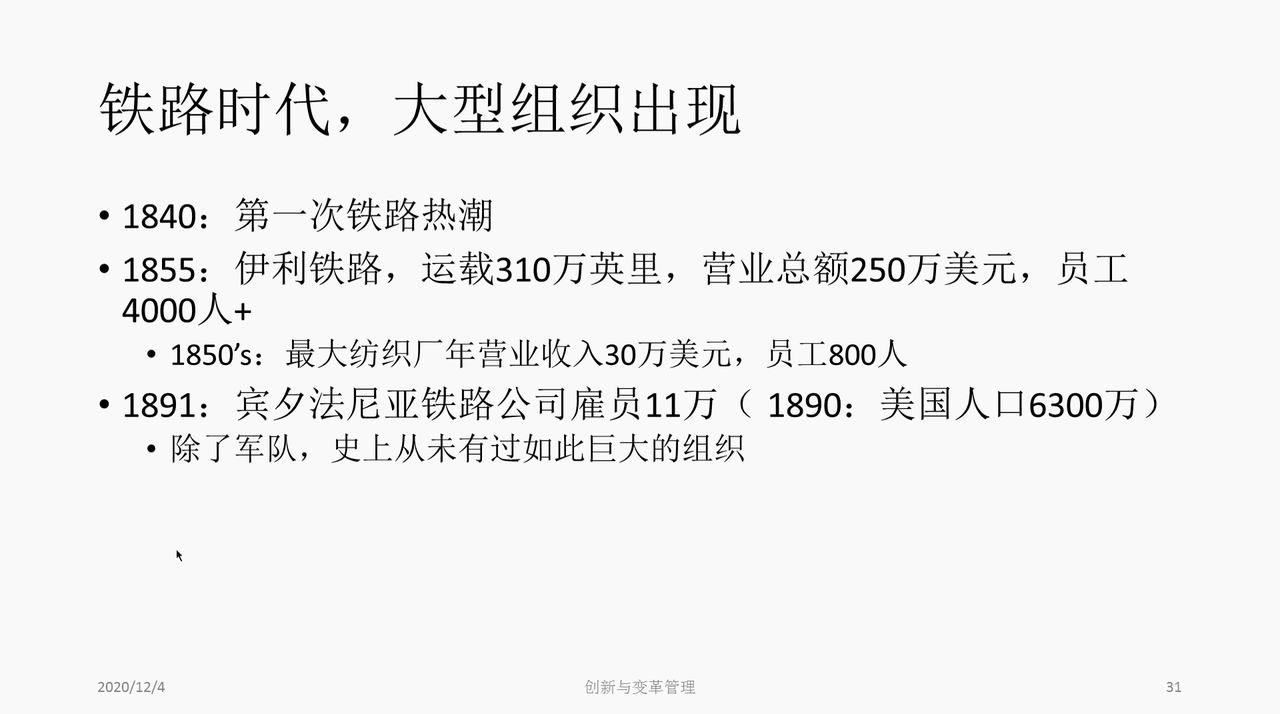 铁路时代，大型组织出现
• 1840：第一次铁路热潮
• 1855：伊利铁路，运载310万英里，营业总额250万美元，员工
4000人+
• 1850’s：最大纺织厂年营业收入30万美元，员工800人
• 1891：宾夕法尼亚铁路公司雇员11万（ 1890：美国人口6300万）
• 除了军队，史上从未有过如此巨大的组织
2020/12/4
创新与变革管理
31